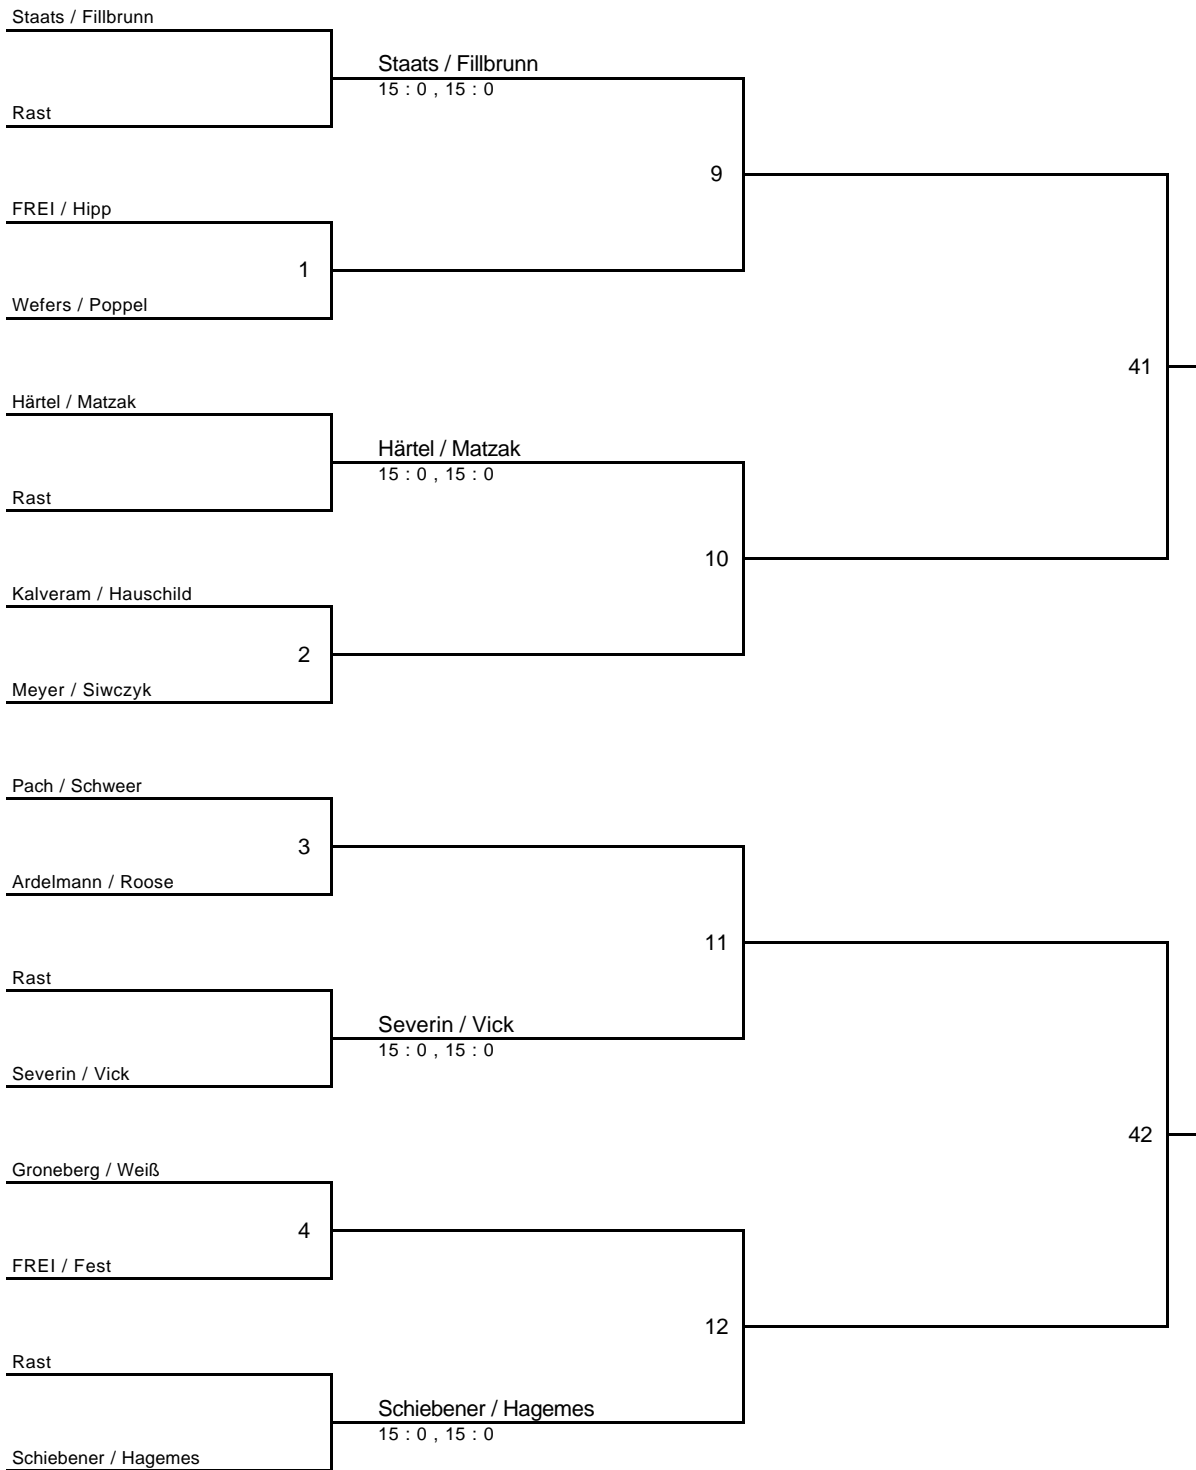 Staats / Fillbrunn
Staats / Fillbrunn
15 : 0 , 15 : 0
Rast
9
FREI / Hipp
1
Wefers / Poppel
41
Härtel / Matzak
Härtel / Matzak
15 : 0 , 15 : 0
Rast
10
Kalveram / Hauschild
2
Meyer / Siwczyk
Pach / Schweer
3
Ardelmann / Roose
11
Rast
Severin / Vick
15 : 0 , 15 : 0
Severin / Vick
42
Groneberg / Weiß
4
FREI / Fest
12
Rast
Schiebener / Hagemes
15 : 0 , 15 : 0
Schiebener / Hagemes